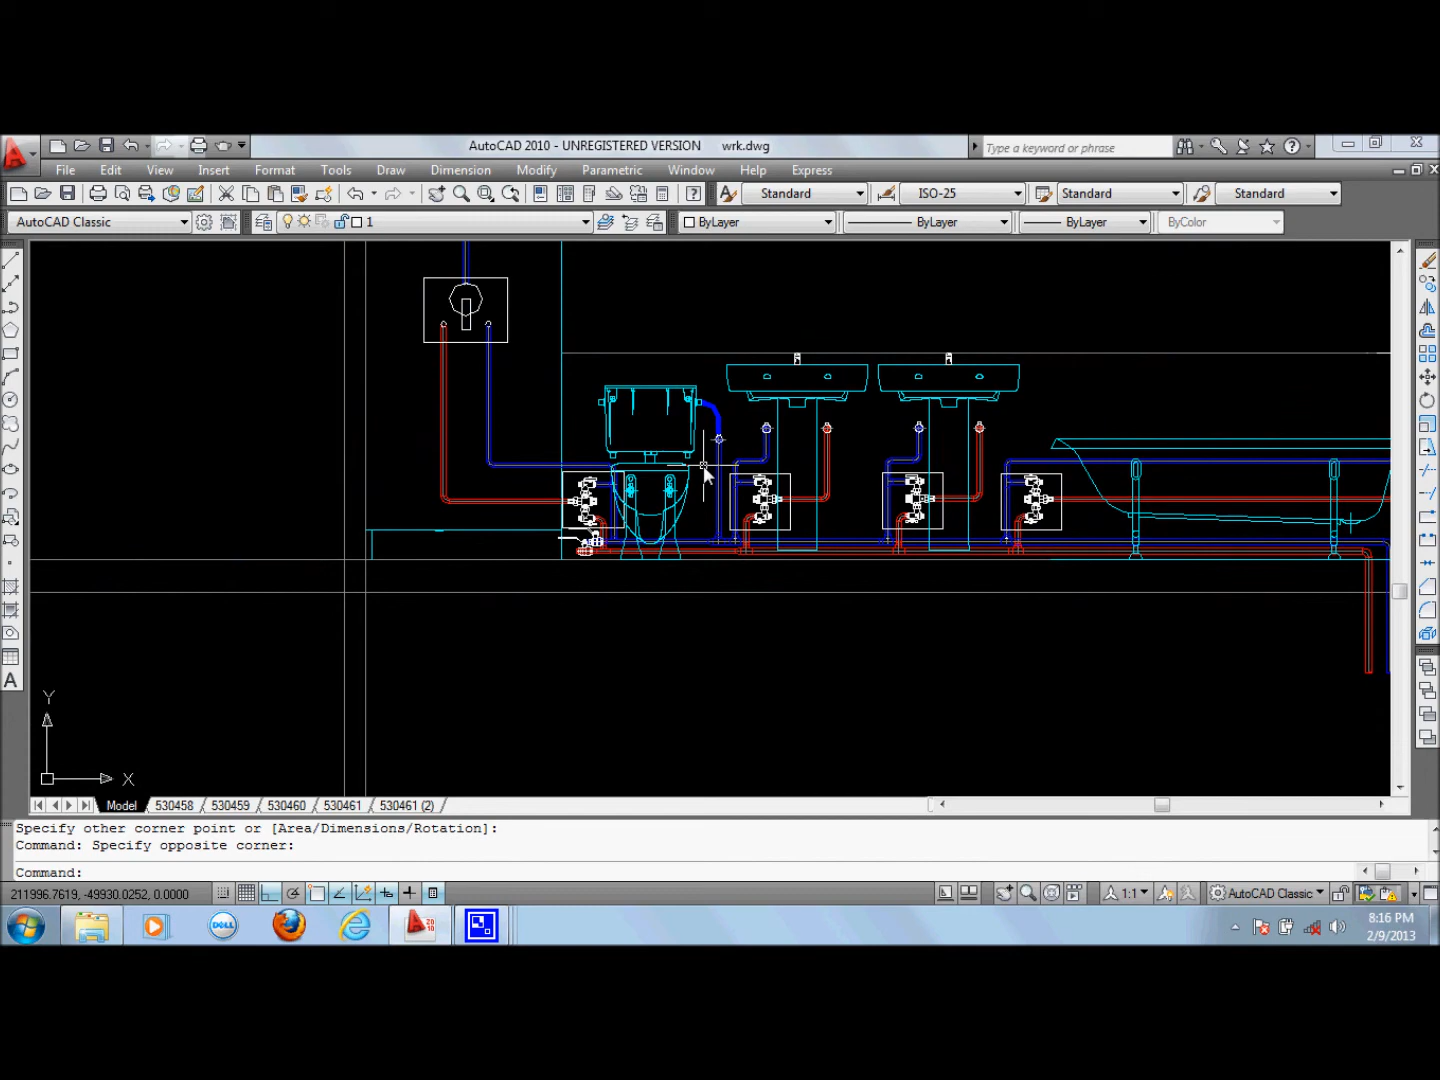 AutoCAD 2010 - UNREGISTERED VERSION wrk.dwg
Type a keyword or phrase
File Edit View Insert Format Tools Draw Dimension Modify Parametric Window Help Express
Standard ISO-25 Standard Standard
AutoCAD Classic 1 ByLayer ByLayer ByLayer ByColor
Y
X
Model 530458 530459 530460 530461 530461 (2)
Specify other corner point or [Area/Dimensions/Rotation]:
Command: Specify opposite corner:
Command:
211996.7619, -49930.0252, 0.0000 1:1 AutoCAD Classic
DELL 20 10 8:16 PM
2/9/2013